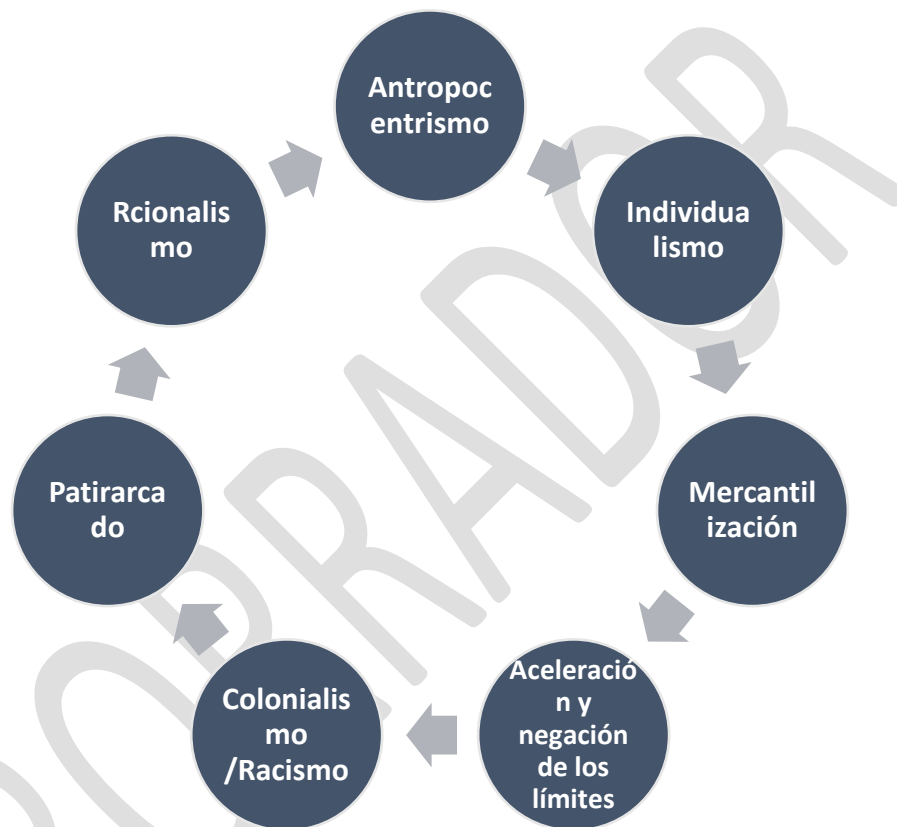 Antropoc
entrismo
Individua
lismo
Mercantil
ización
Aceleració
n y
negación
de los
límites
Colonialis
mo
/Racismo
Patirarca
do
Rcionalis
mo